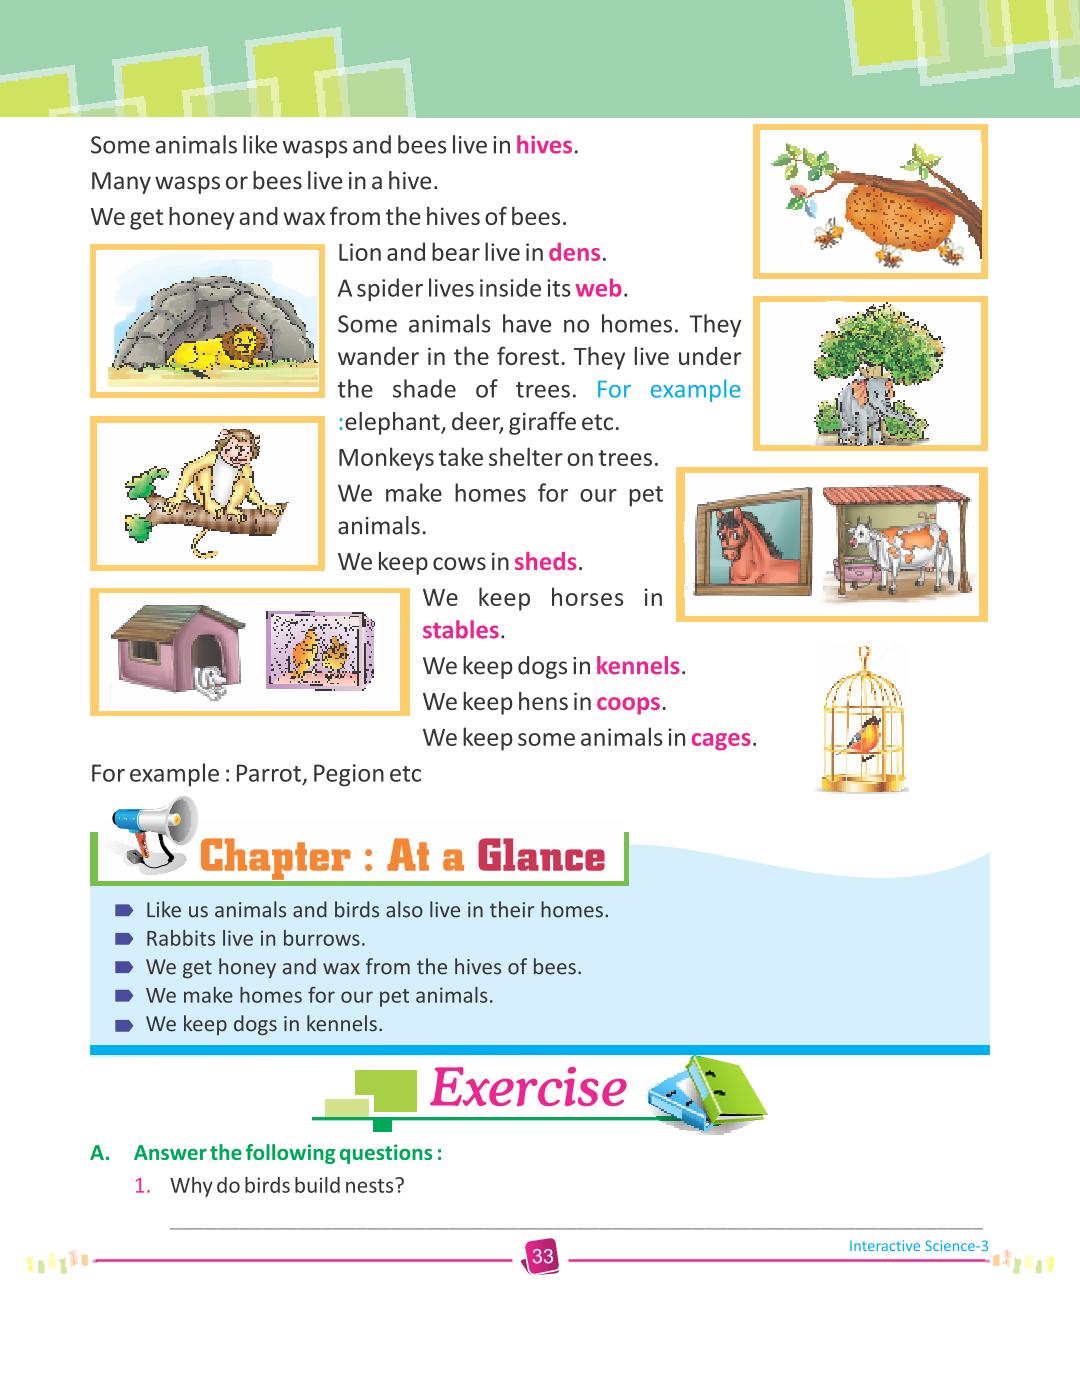 Some animals like wasps and bees live in hives.
Many wasps or bees live in a hive.
We get honey and wax from the hives of bees.
Lion and bear live in dens.
A spider lives inside its web.
Some animals have no homes. They
wander in the forest. They live under
the shade of trees. For example
:elephant, deer, giraffe etc.
Monkeys take shelter on trees.
We make homes for our pet
animals.
We keep cows in sheds.
We keep horses in
stables.
We keep dogs in kennels.
We keep hens in coops.
We keep some animals in cages.
For example : Parrot, Pegion etc
Chapter : At a Glance
Like us animals and birds also live in their homes.
Rabbits live in burrows.
We get honey and wax from the hives of bees.
We make homes for our pet animals.
We keep dogs in kennels.
Exercise
A. Answer the following questions :
1. Why do birds build nests?
Interactive Science-3
33